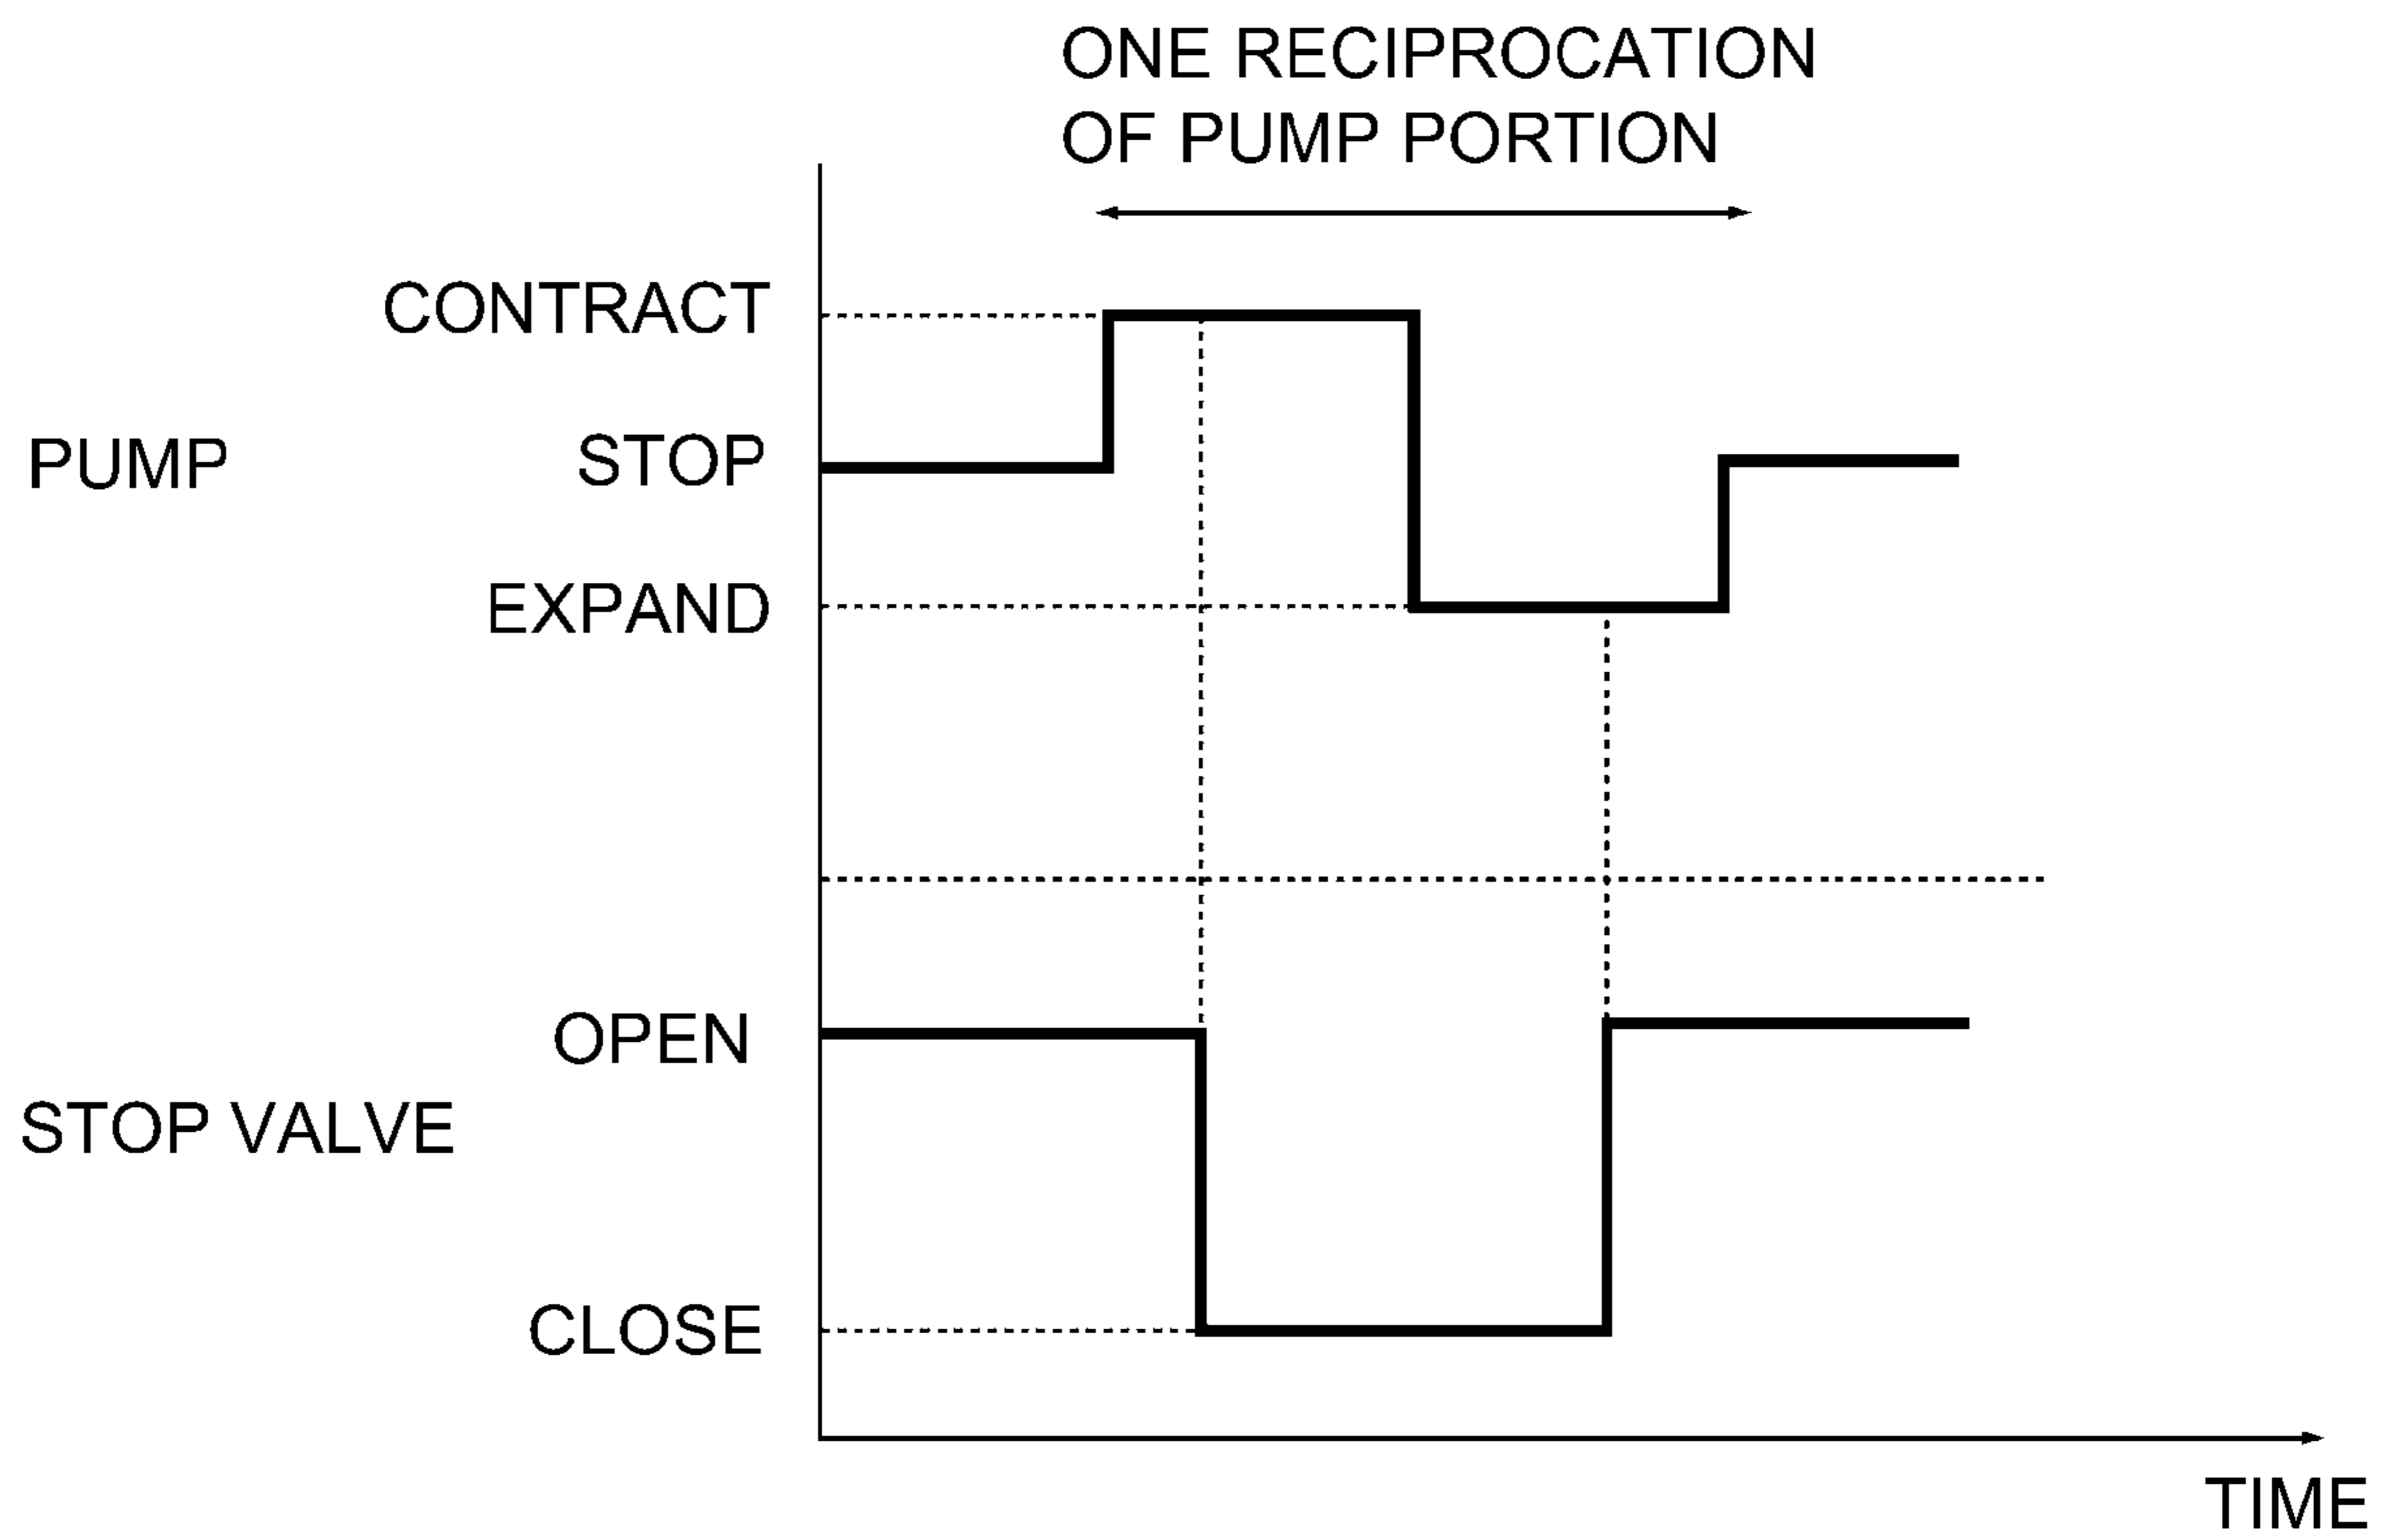 ONE RECIPROCATION
OF PUMP PORTION
CONTRACT
PUMP
STOP
EXPAND
OPEN
STOP VALVE
CLOSE
TIME